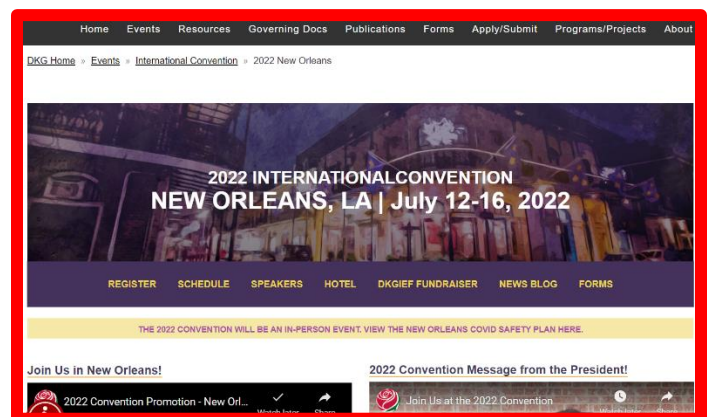 Home Events Resources Governing Docs Publications Forms Apply/Submit Programs/Projects About
DKG Home » Events » International Convention » 2022 New Orleans
2022 INTERNATIONALCONVENTION
NEW ORLEANS, LA | July 12-16, 2022
REGISTER SCHEDULE SPEAKERS HOTEL DKGIEF FUNDRAISER NEWS BLOG FORMS
THE 2022 CONVENTION WILL BE AN IN-PERSON EVENT. VIEW THE NEW ORLEANS COVID SAFETY PLAN HERE.
Join Us in New Orleans!
2022 Convention Message from the President!
2022 Convention Promotion - New Orl...
Watch later Share
Join Us at the 2022 Convention
Watch later Share